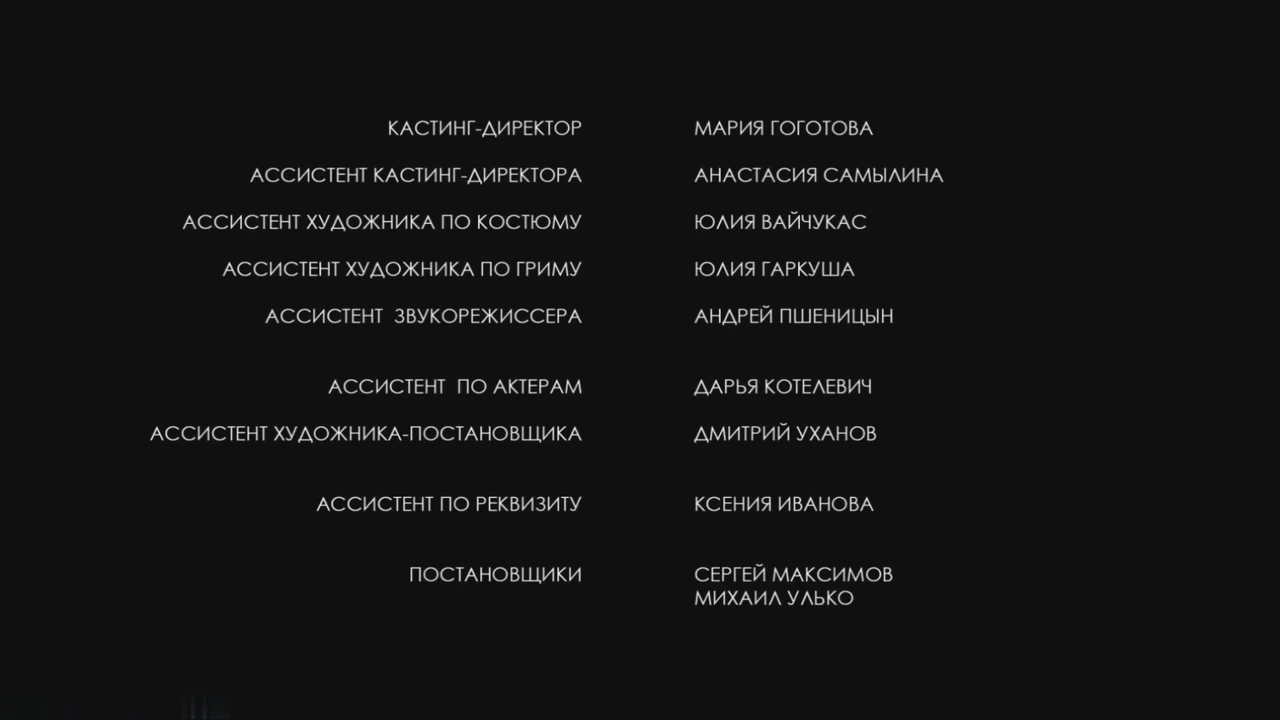 КАСТИНГ-ДИРЕКТОР МАРИЯ ГОГОТОВА
АССИСТЕНТ КАСТИНГ-ДИРЕКТОРА АНАСТАСИЯ САМЫЛИНА
АССИСТЕНТ ХУДОЖНИКА ПО КОСТЮМУ ЮЛИЯ ВАЙЧУКАС
АССИСТЕНТ ХУДОЖНИКА ПО ГРИМУ ЮЛИЯ ГАРКУША
АССИСТЕНТ ЗВУКОРЕЖИССЕРА АНДРЕЙ ПШЕНИЦЫН
АССИСТЕНТ ПО АКТЕРАМ ДАРЬЯ КОТЕЛЕВИЧ
АССИСТЕНТ ХУДОЖНИКА-ПОСТАНОВЩИКА ДМИТРИЙ УХАНОВ
АССИСТЕНТ ПО РЕКВИЗИТУ КСЕНИЯ ИВАНОВА
ПОСТАНОВЩИКИ СЕРГЕЙ МАКСИМОВ
МИХАИЛ УЛЬКО